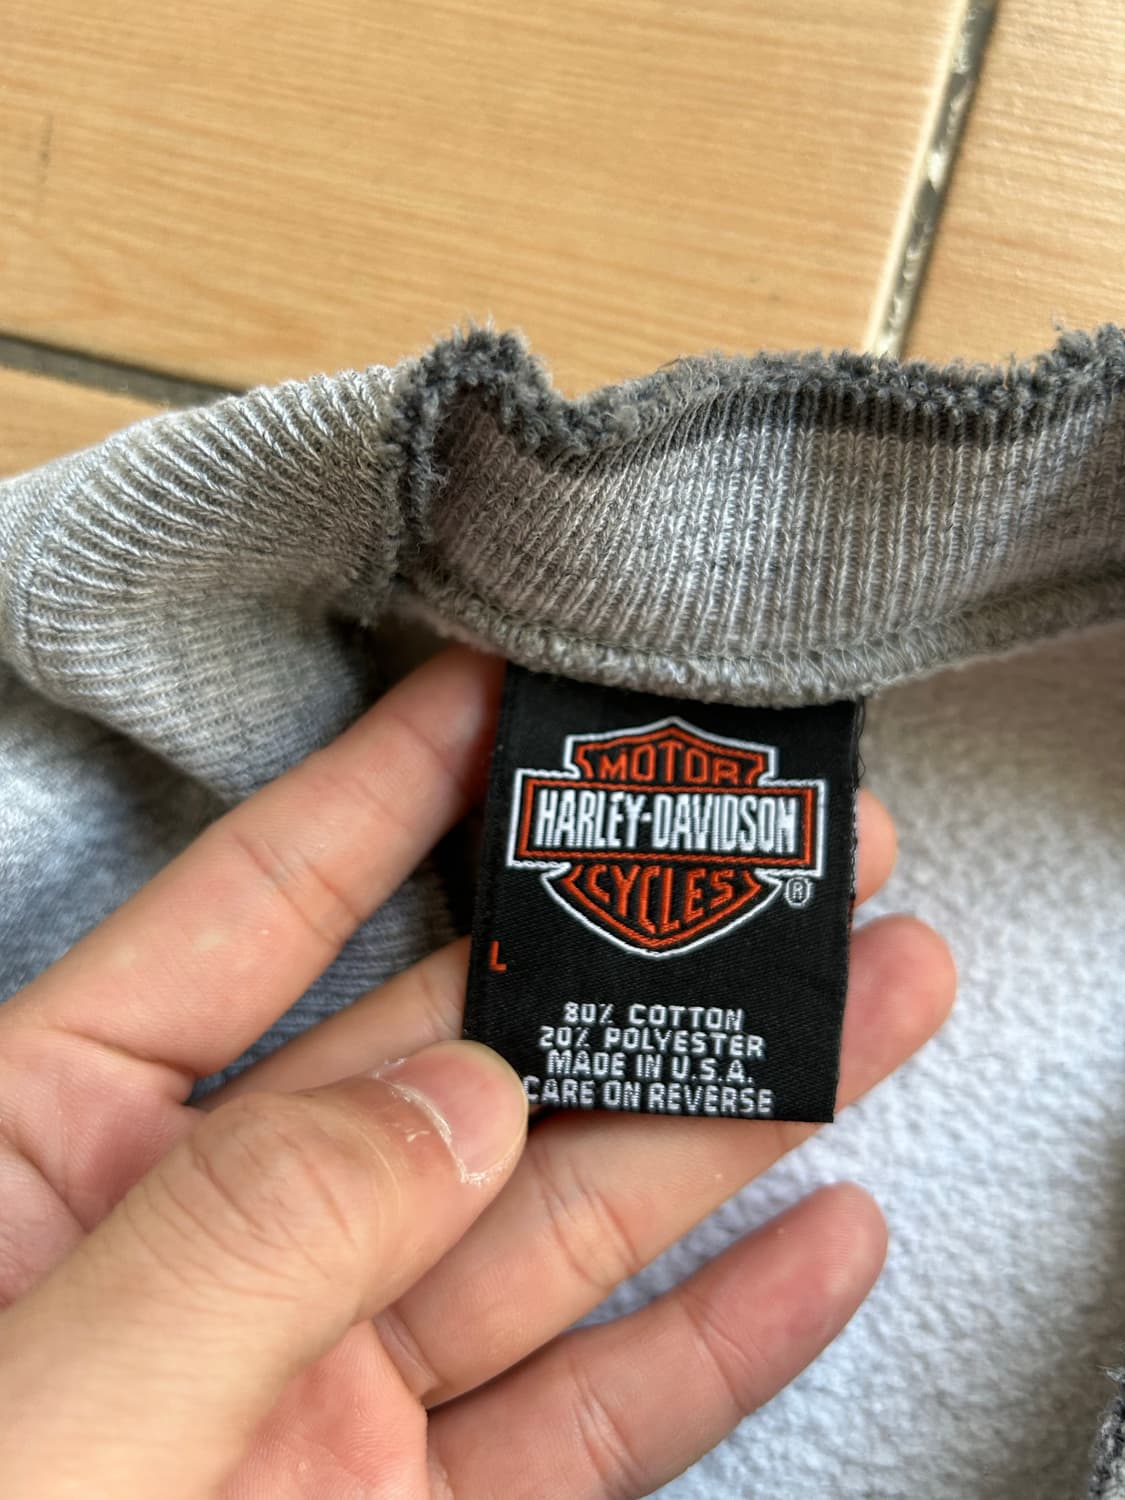 MOTOR
HARLEY-DAVIDSON
CYCLES
®
L
80% COTTON
20% POLYESTER
MADE IN U.S.A.
CARE ON REVERSE